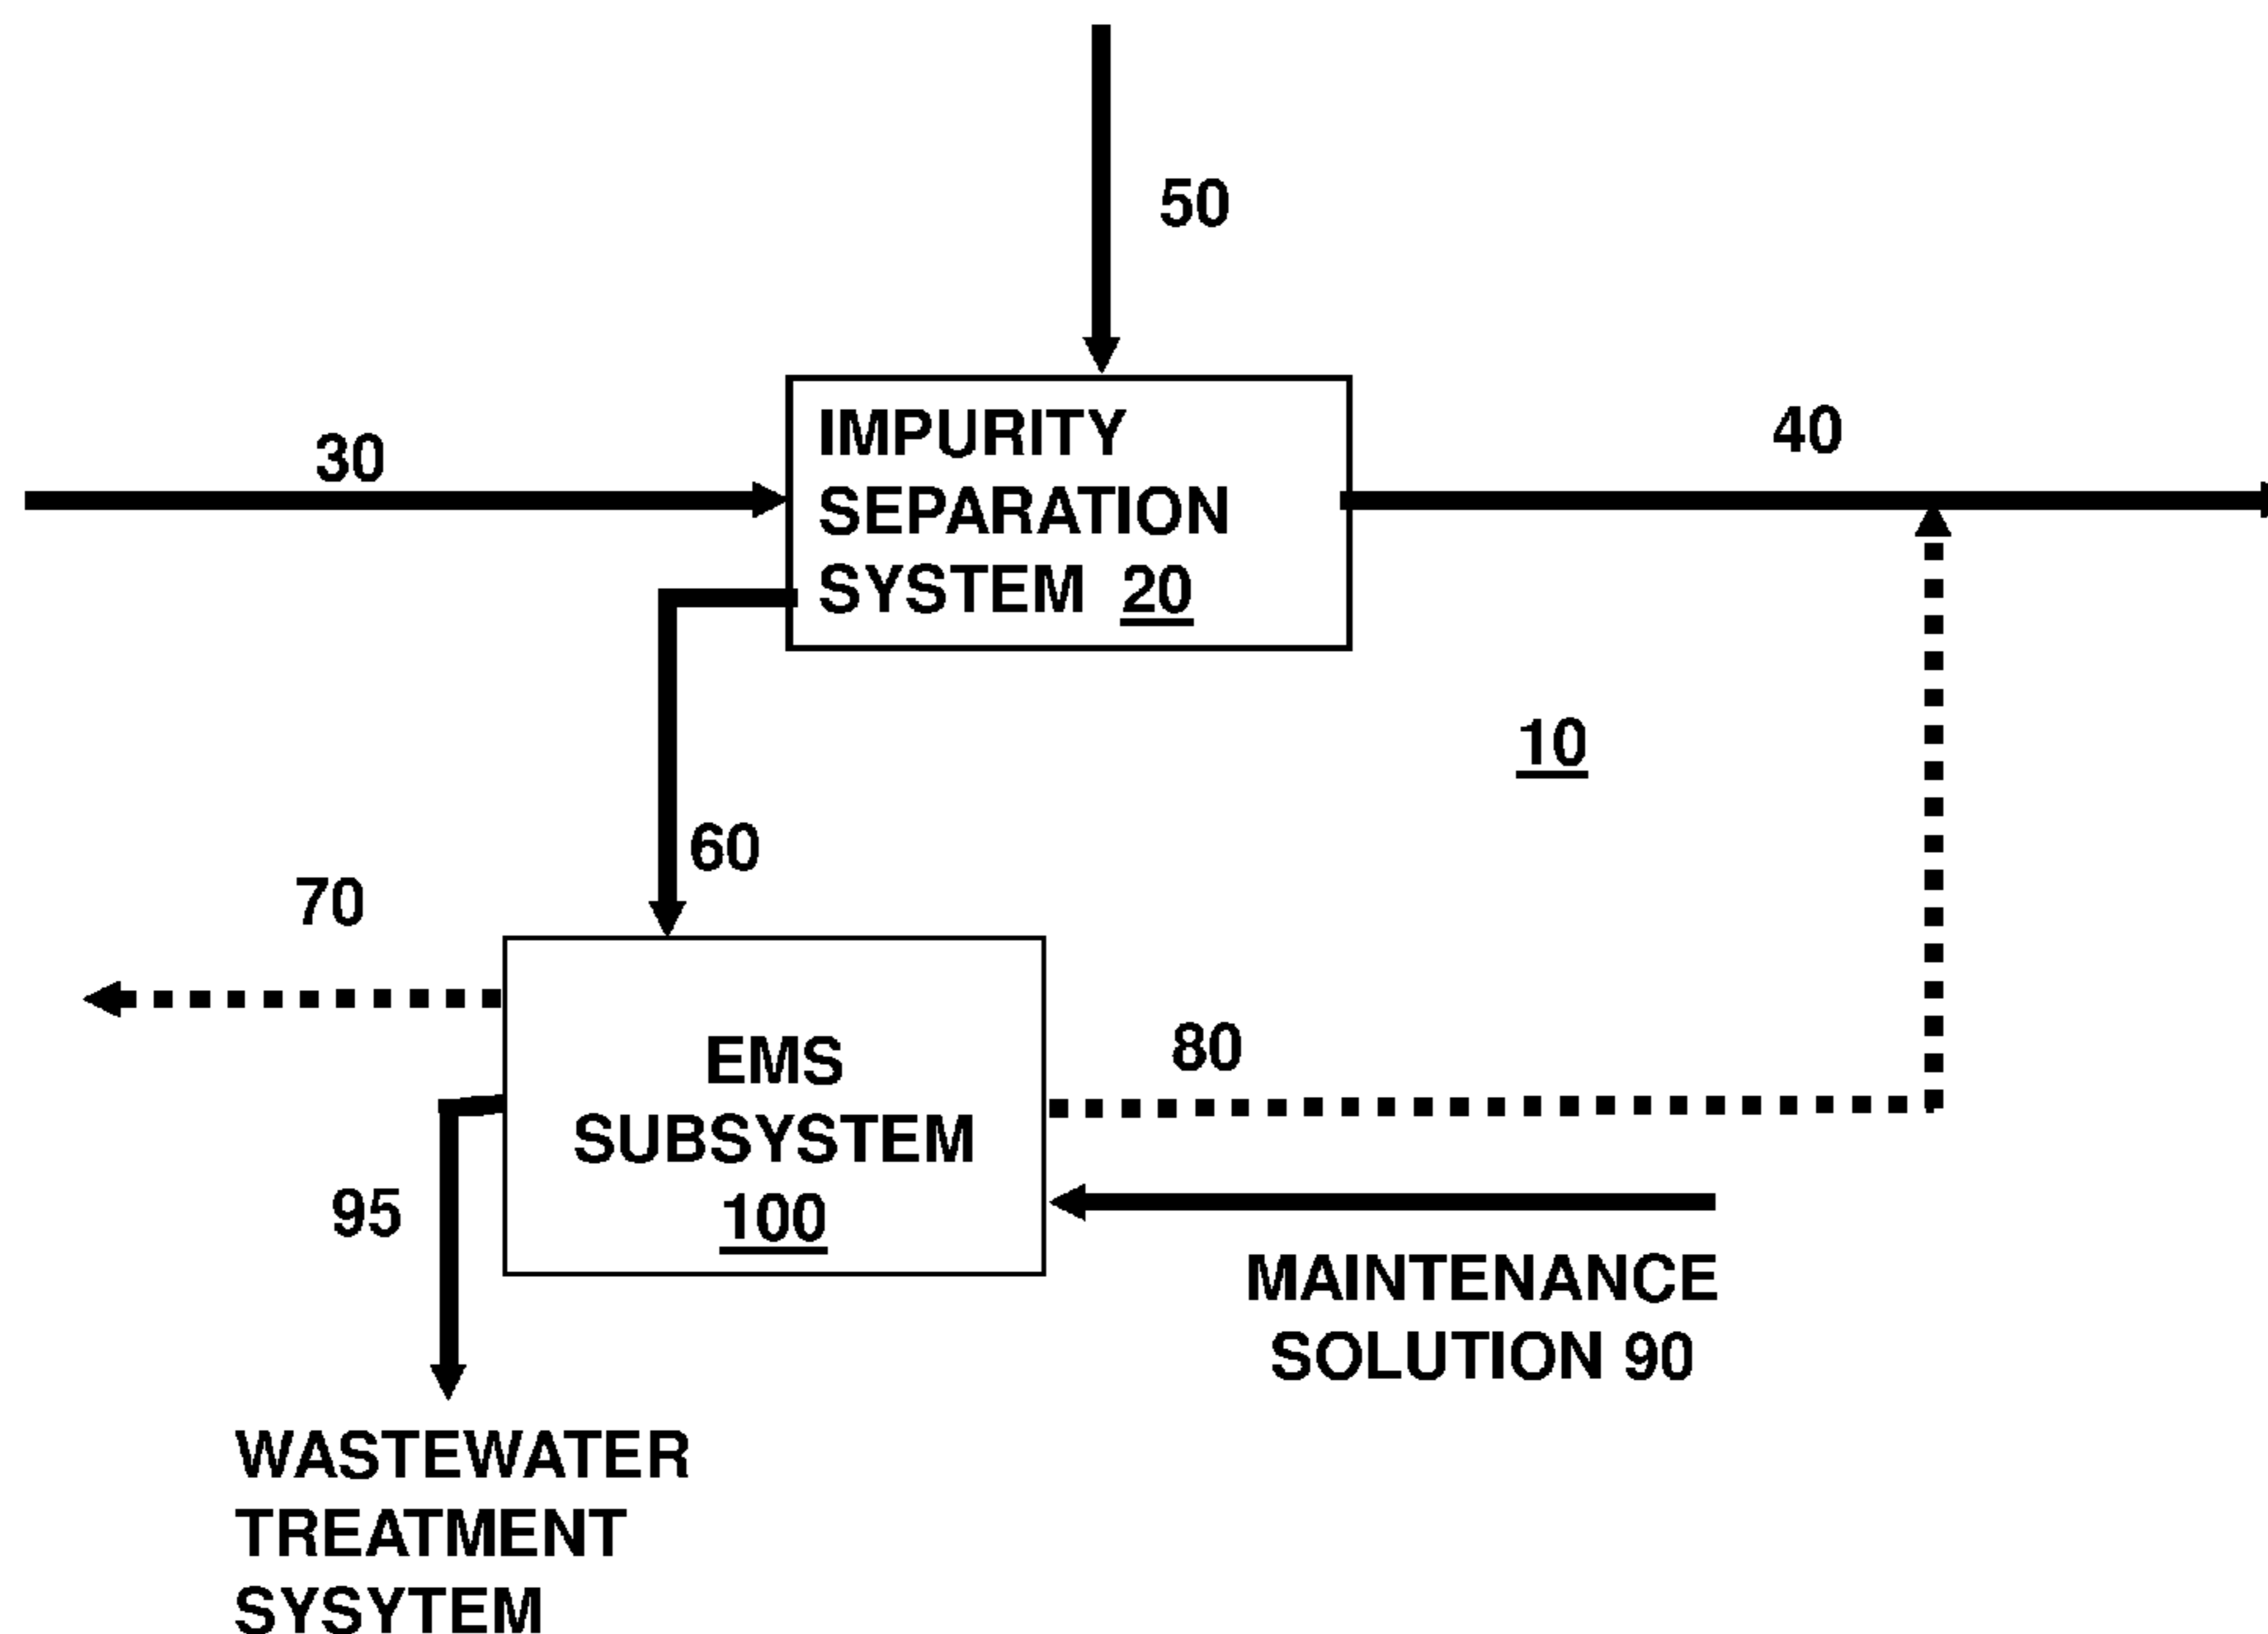 50
30
40
IMPURITY
SEPARATION
SYSTEM 20
10
60
70
80
EMS
SUBSYSTEM
100
95
MAINTENANCE
SOLUTION 90
WASTEWATER
TREATMENT
SYSYTEM